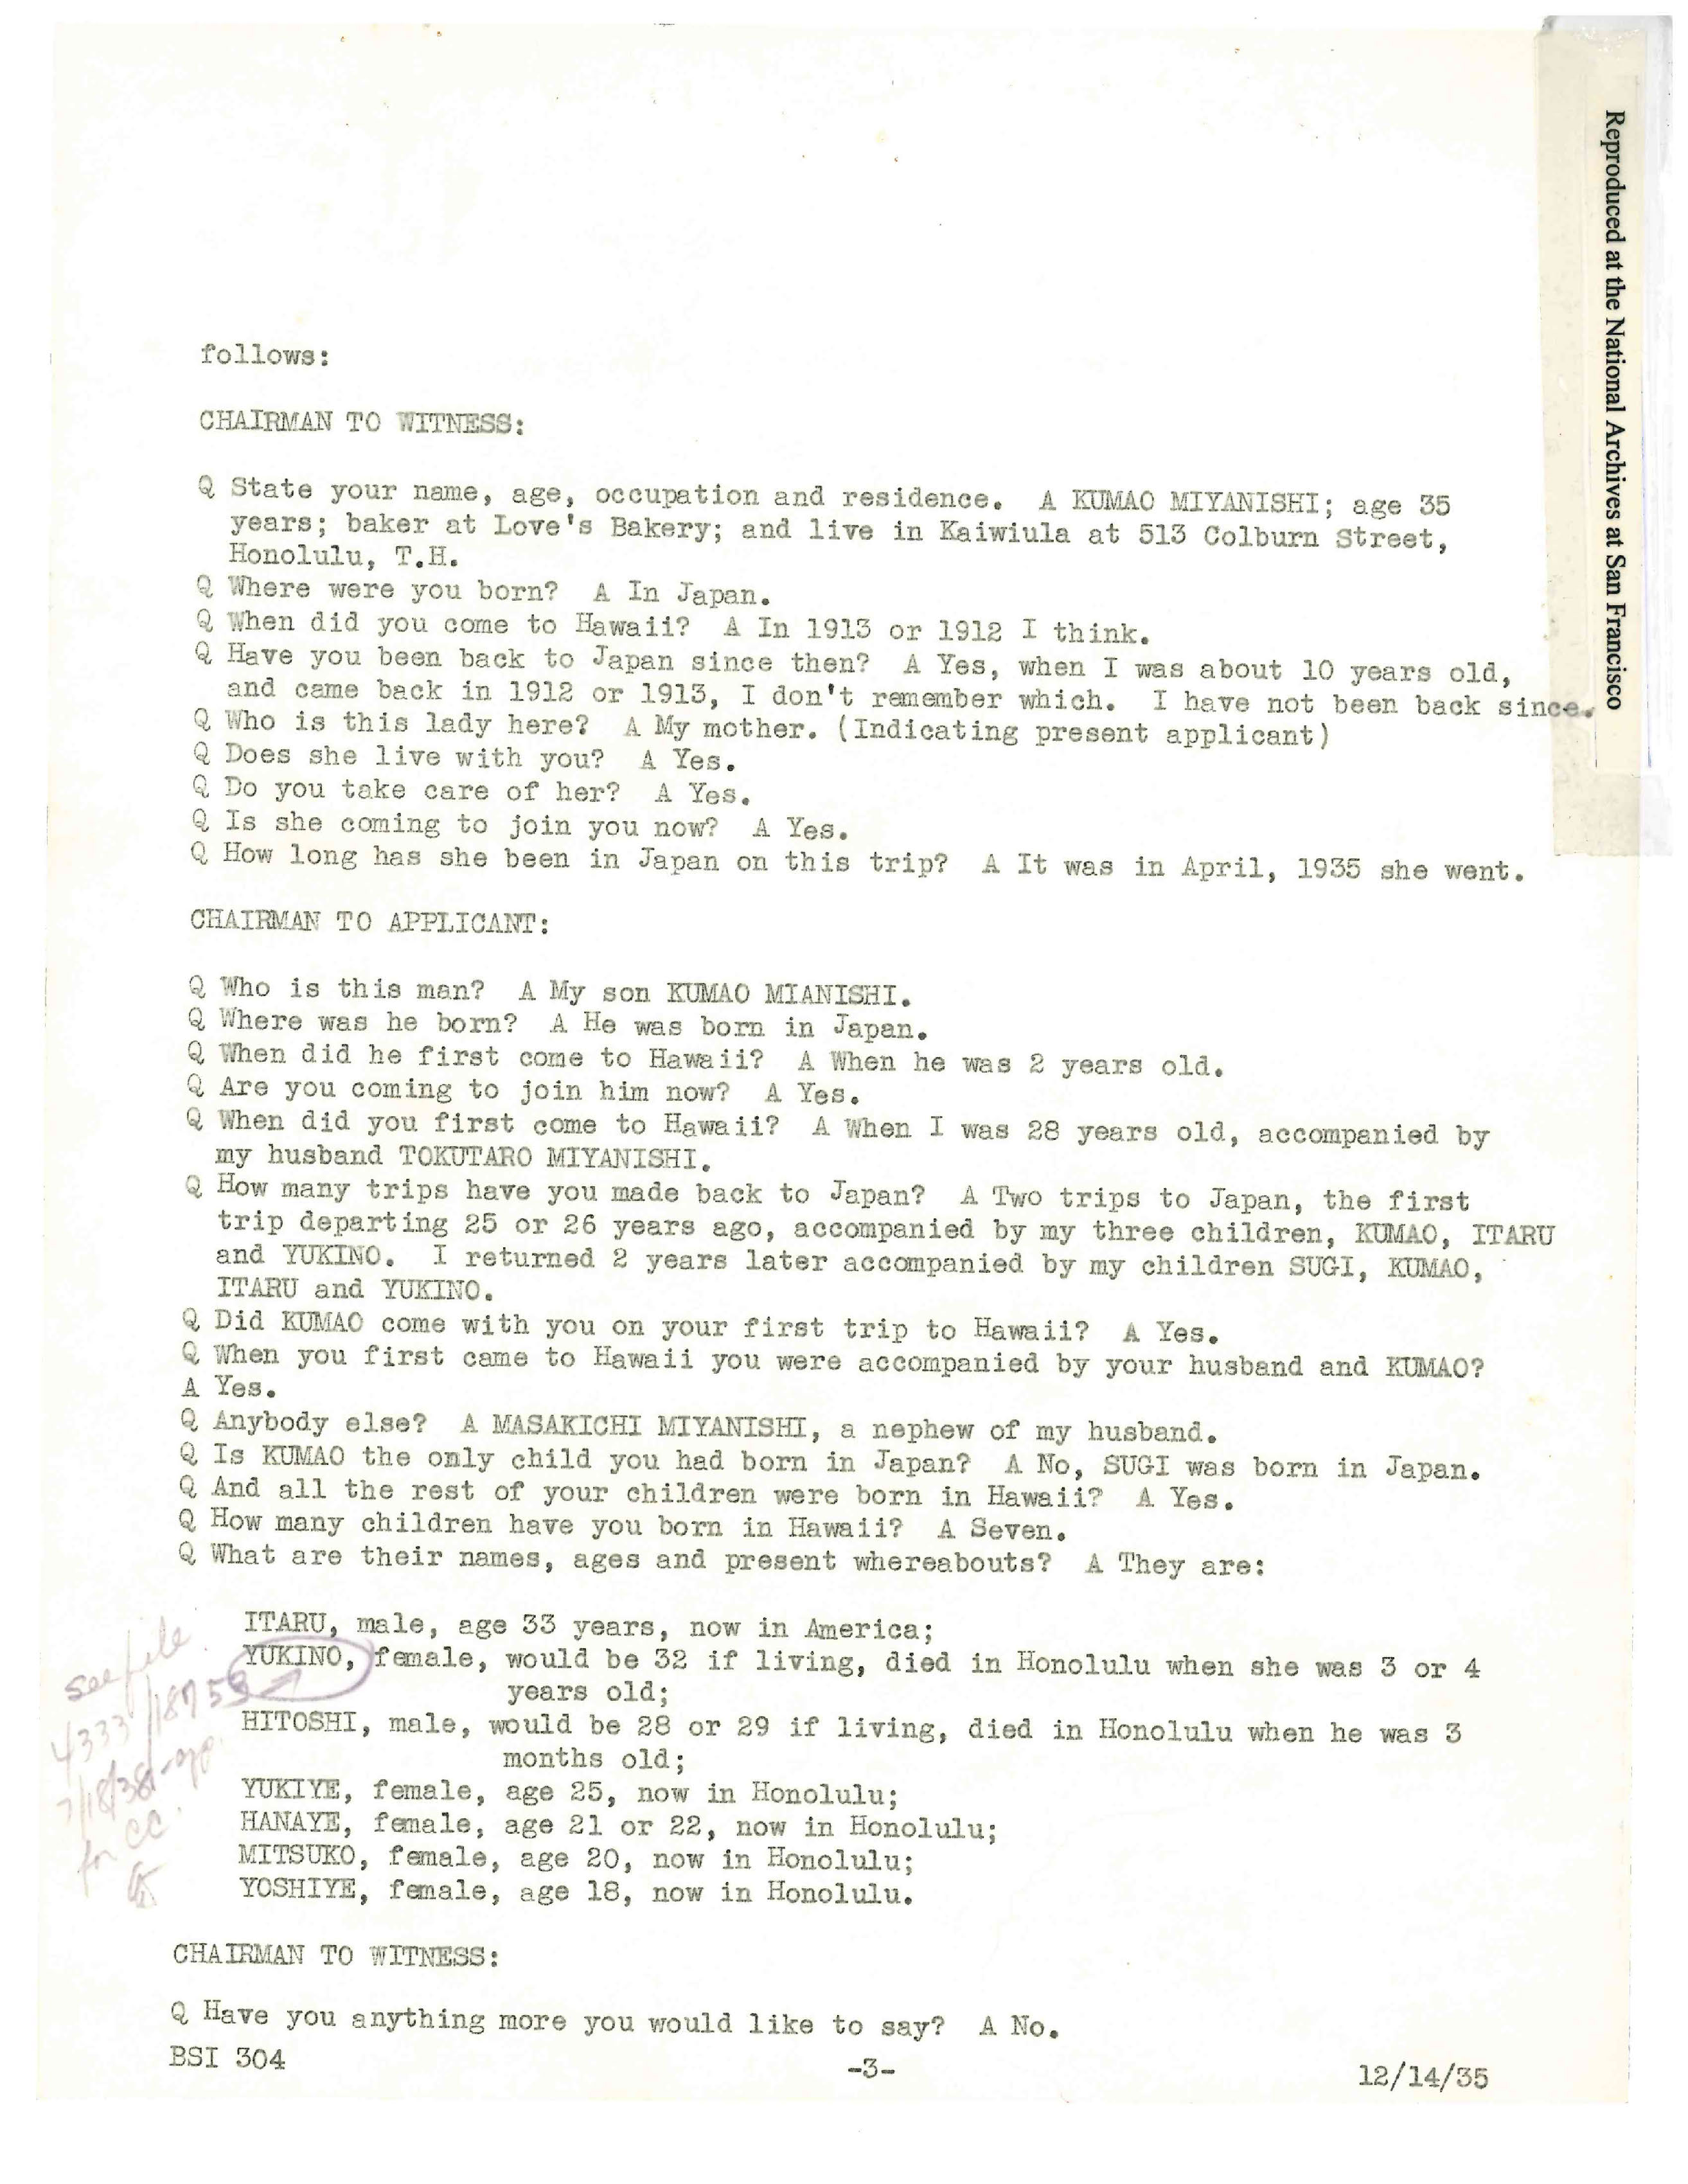 Reproduced at the National Archives at San Francisco
follows:
CHAIRMAN TO WITNESS:
Q State your name, age, occupation and residence. A KUMAO MIYANISHI; age 35
years; baker at Love's Bakery; and live in Kaiwiula at 513 Colburn Street,
Honolulu, T.H.
Q Where were you born? A In Japan.
Q When did you come to Hawaii? A In 1913 or 1912 I think.
Q Have you been back to Japan since then? A Yes, when I was about 10 years old,
and came back in 1912 or 1913, I don't remember which. I have not been back since.
Q Who is this lady here? A My mother. (Indicating present applicant)
Q Does she live with you? A Yes.
Q Do you take care of her? A Yes.
Q Is she coming to join you now? A Yes.
Q How long has she been in Japan on this trip? A It was in April, 1935 she went.
CHAIRMAN TO APPLICANT:
Q Who is this man? A My son KUMAO MIANISHI.
Q Where was he born? A He was born in Japan.
Q When did he first come to Hawaii? A When he was 2 years old.
Q Are you coming to join him now? A Yes.
Q When did you first come to Hawaii? A When I was 28 years old, accompanied by
my husband TOKUTARO MIYANISHI.
Q How many trips have you made back to Japan? A Two trips to Japan, the first
trip departing 25 or 26 years ago, accompanied by my three children, KUMAO, ITARU
and YUKINO. I returned 2 years later accompanied by my children SUGI, KUMAO,
ITARU and YUKINO.
Q Did KUMAO come with you on your first trip to Hawaii? A Yes.
Q When you first came to Hawaii you were accompanied by your husband and KUMAO?
A Yes.
Q Anybody else? A MASAKICHI MIYANISHI, a nephew of my husband.
Q Is KUMAO the only child you had born in Japan? A No, SUGI was born in Japan.
Q And all the rest of your children were born in Hawaii? A Yes.
Q How many children have you born in Hawaii? A Seven.
Q What are their names, ages and present whereabouts? A They are:
ITARU, male, age 33 years, now in America;
YUKINO, female, would be 32 if living, died in Honolulu when she was 3 or 4
years old;
HITOSHI, male, would be 28 or 29 if living, died in Honolulu when he was 3
months old;
YUKIYE, female, age 25, now in Honolulu;
HANAYE, female, age 21 or 22, now in Honolulu;
MITSUKO, female, age 20, now in Honolulu;
YOSHIYE, female, age 18, now in Honolulu.
see file
4333/18753
7/18/38
for CC
CHAIRMAN TO WITNESS:
Q Have you anything more you would like to say? A No.
BSI 304
-3-
12/14/35